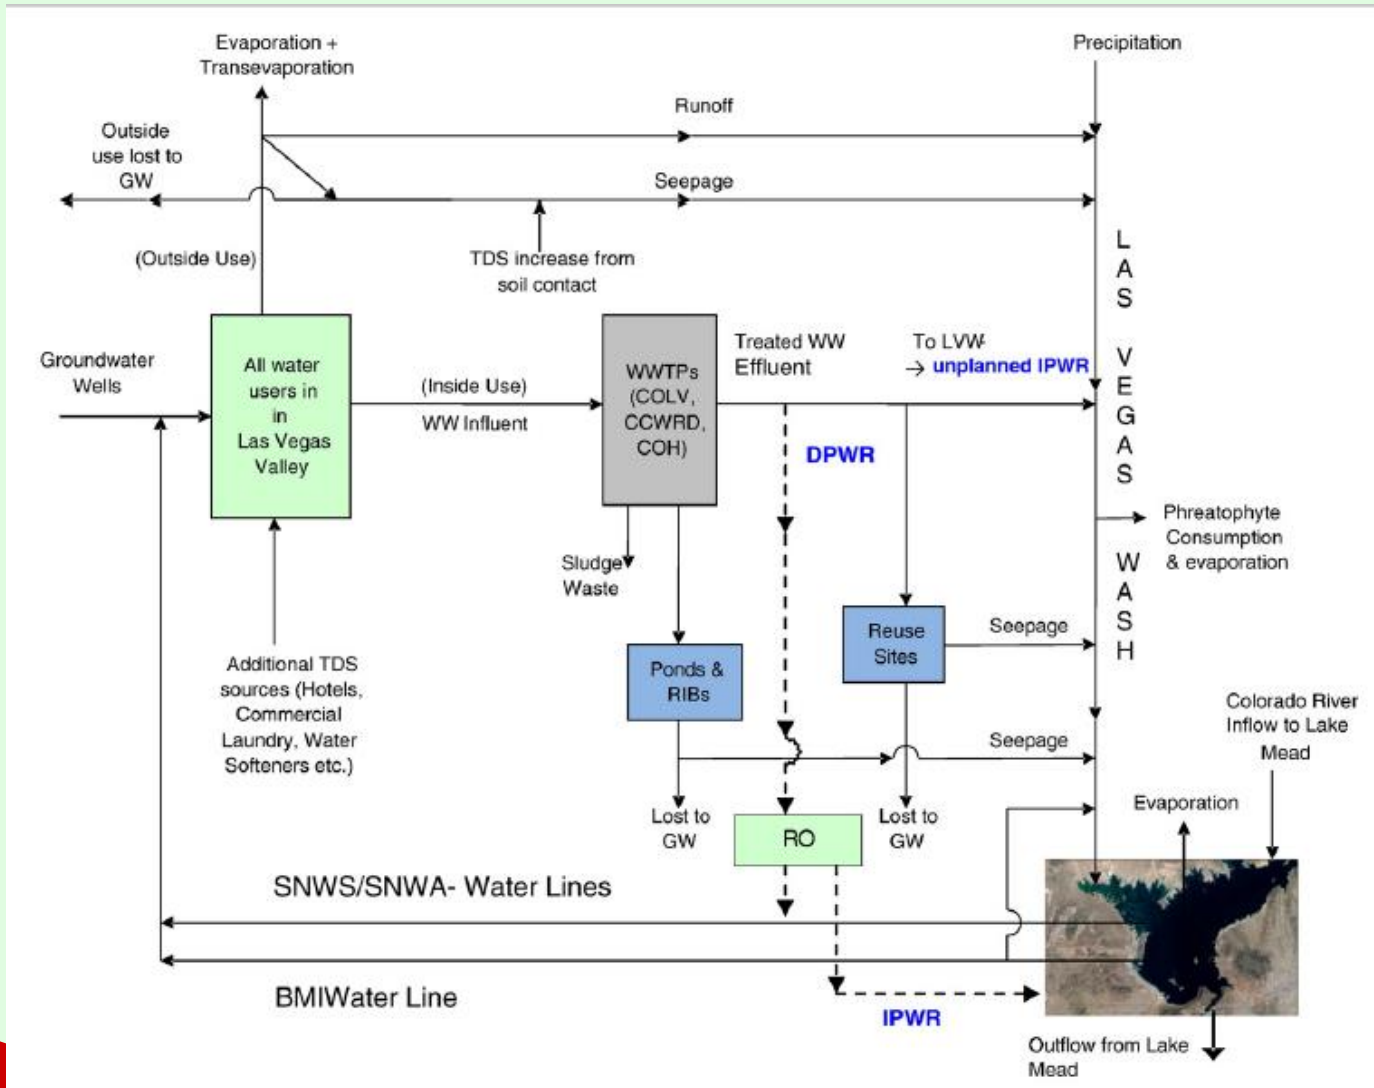 Evaporation +
Transevaporation
Precipitation
Runoff
Outside
use lost to
GW
Seepage
(Outside Use)
TDS increase from
soil contact
LAS VEGAS WASH
Groundwater
Wells
All water
users in
in
Las Vegas
Valley
(Inside Use)
WW Influent
WWTPs
(COLV,
CCWRD,
COH)
Treated WW
Effluent
To LVW-
→ unplanned IPWR
DPWR
Phreatophyte
Consumption
& evaporation
Sludge
Waste
Reuse
Sites
Seepage
Ponds &
RIBs
Additional TDS
sources (Hotels,
Commercial
Laundry, Water
Softeners etc.)
Seepage
Colorado River
Inflow to Lake
Mead
Evaporation
Lost to
GW
RO
Lost to
GW
SNWS/SNWA- Water Lines
BMIWater Line
IPWR
Outflow from Lake
Mead